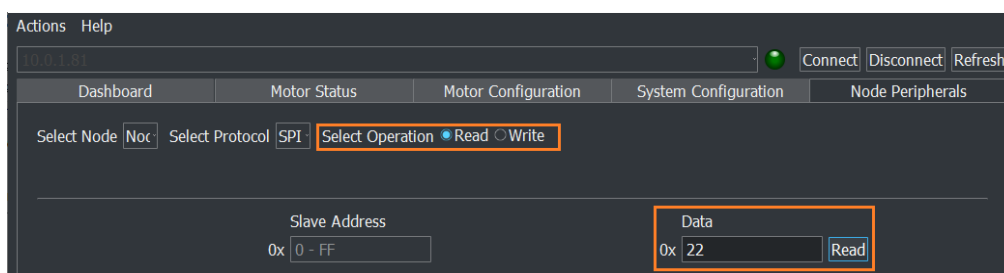 Actions Help
10.0.1.81
Connect Disconnect Refresh
Dashboard Motor Status Motor Configuration System Configuration Node Peripherals
Select Node Noc Select Protocol SPI Select Operation Read Write
Slave Address Data
0x 0 - FF 0x 22 Read